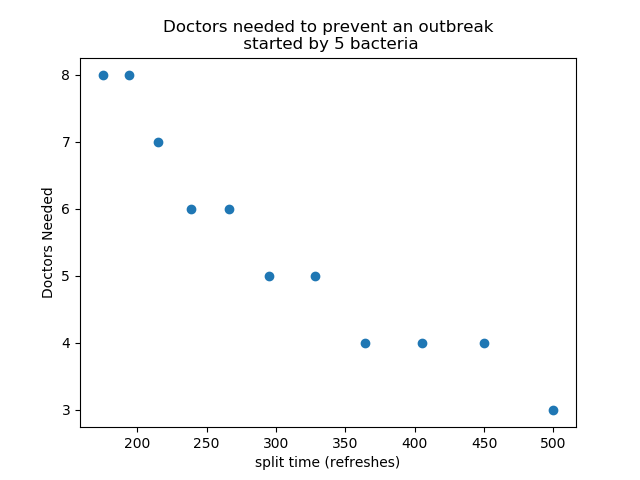 Doctors needed to prevent an outbreak
started by 5 bacteria
8
7
6
5
4
3
Doctors Needed
200 250 300 350 400 450 500
split time (refreshes)